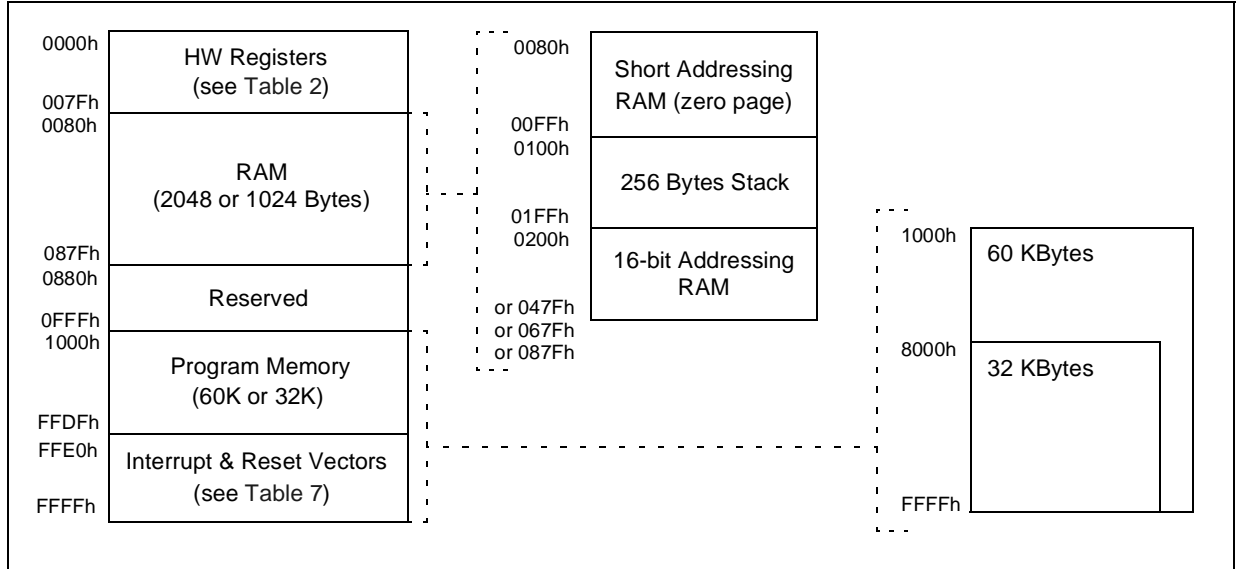 0000h
HW Registers
(see Table 2)
007Fh
0080h
RAM
(2048 or 1024 Bytes)
087Fh
0880h
Reserved
0FFFh
1000h
Program Memory
(60K or 32K)
FFDFh
FFE0h
Interrupt & Reset Vectors
(see Table 7)
FFFFh
0080h
Short Addressing
RAM (zero page)
00FFh
0100h
256 Bytes Stack
01FFh
0200h
16-bit Addressing
RAM
or 047Fh
or 067Fh
or 087Fh
1000h
60 KBytes
8000h
32 KBytes
FFFFh